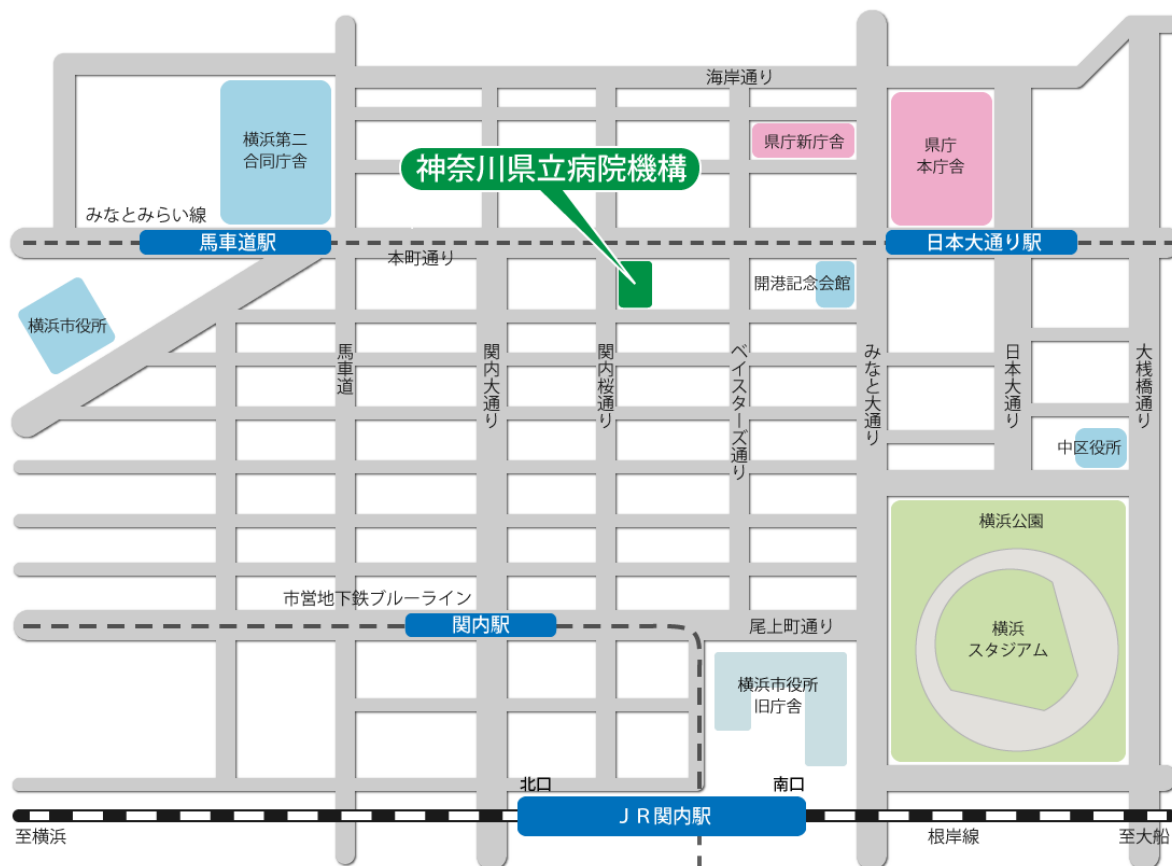 海岸通り
横浜第二
合同庁舎
県庁新庁舎
県庁
本庁舎
神奈川県立病院機構
みなとみらい線
馬車道駅
日本大通り駅
本町通り
開港記念会館
横浜市役所
馬車道
関内大通り
関内桜通り
ベイスターズ通り
みなと大通り
日本大通り
大桟橋通り
中区役所
横浜公園
市営地下鉄ブルーライン
関内駅
尾上町通り
横浜
スタジアム
横浜市役所
旧庁舎
北口
南口
ＪＲ関内駅
至横浜
根岸線
至大船